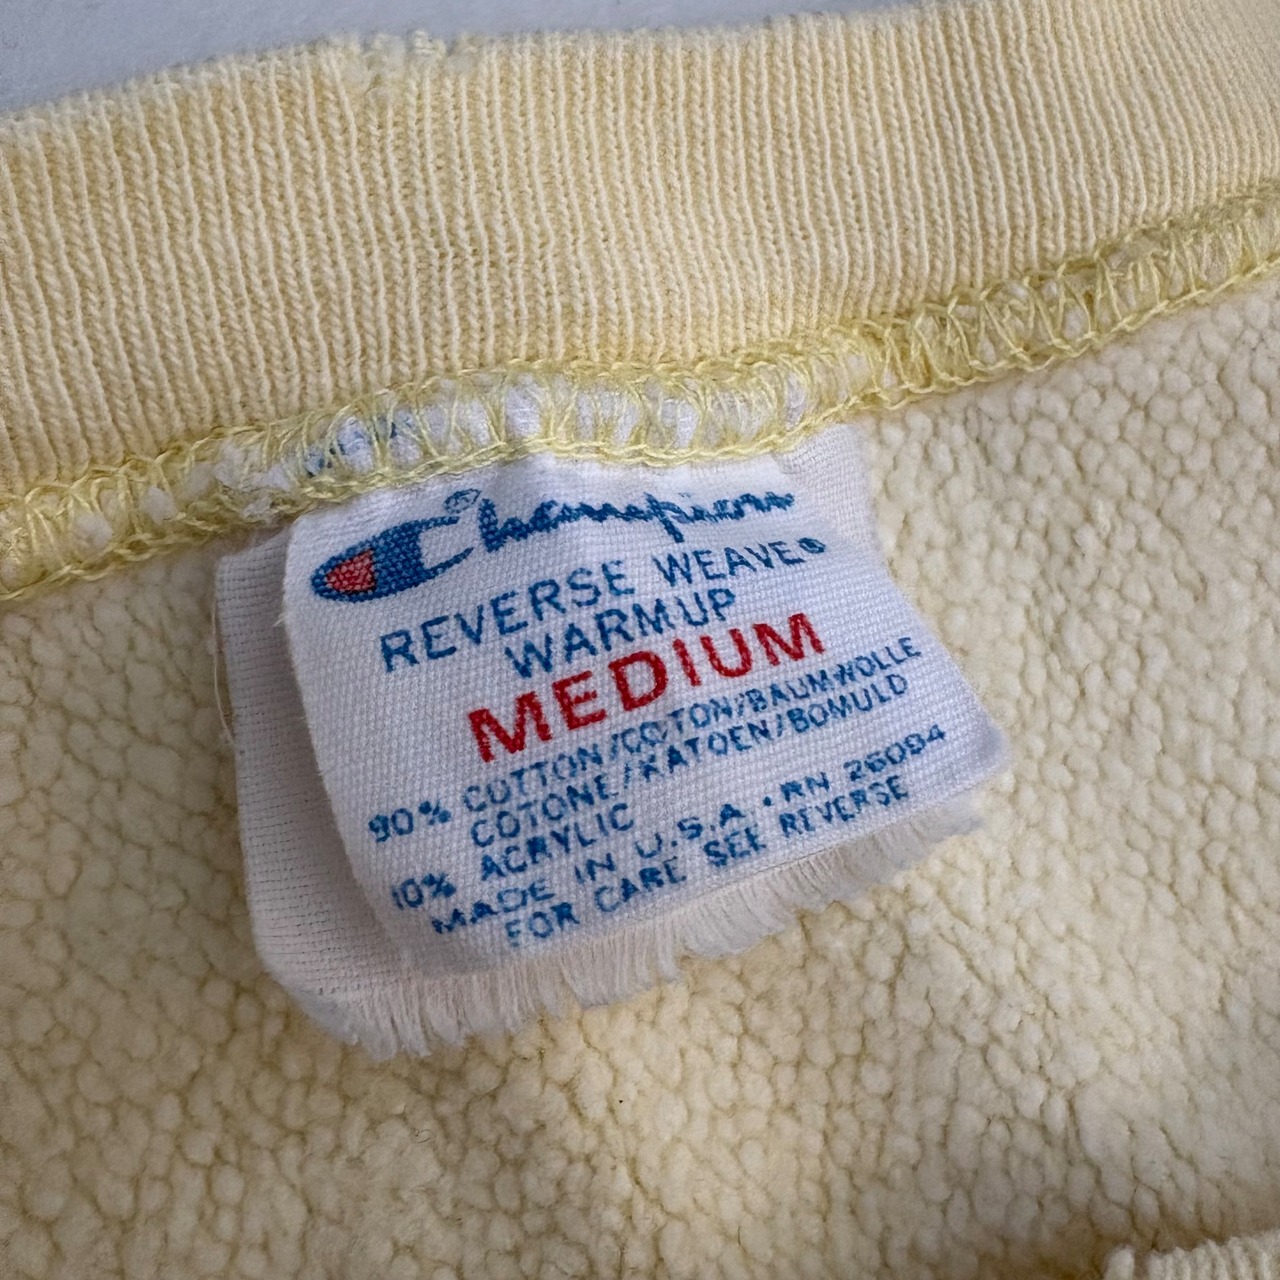 Champion®
REVERSE WEAVE®
WARMUP
MEDIUM
90% COTTON/COTON/BAUMWOLLE
COTONE/KATOEN/BOMULD
10% ACRYLIC
MADE IN U.S.A. • RN 26094
FOR CARE SEE REVERSE